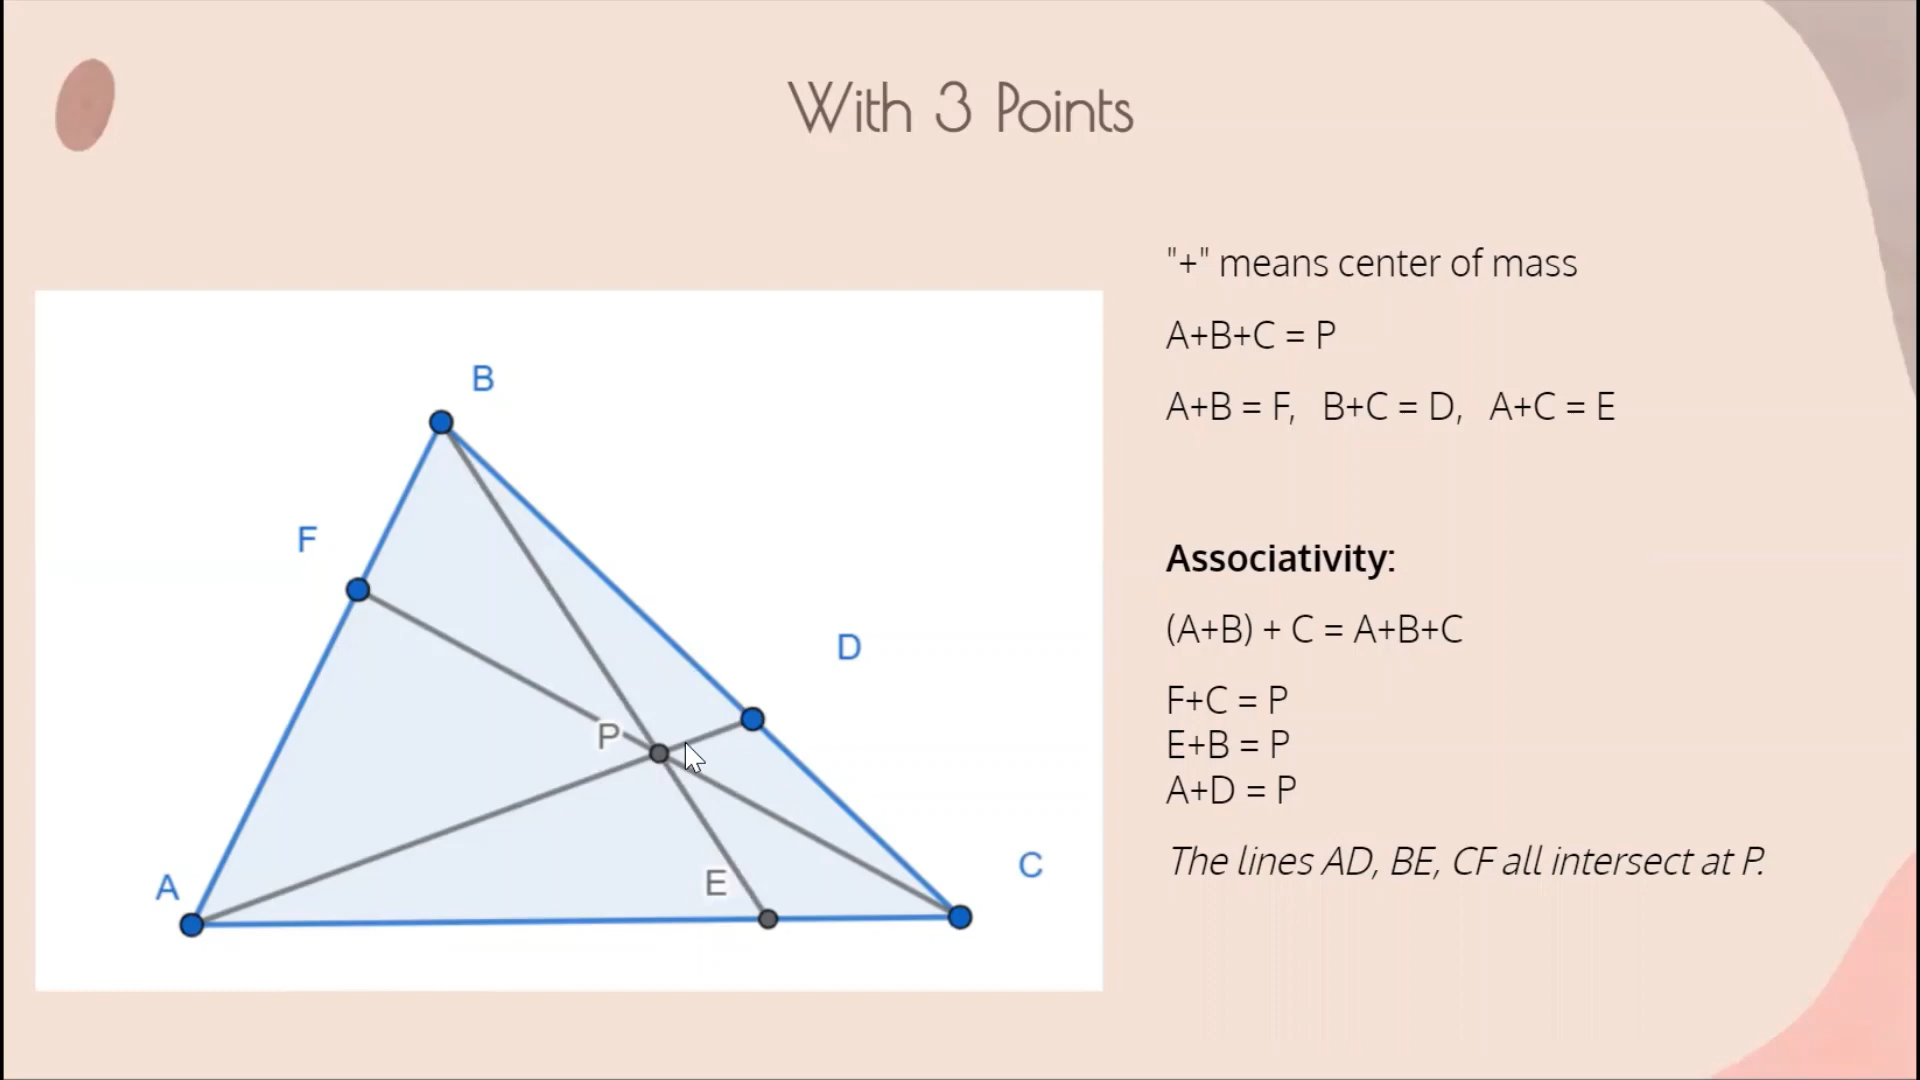 With 3 Points
"+" means center of mass
A+B+C = P
A+B = F, B+C = D, A+C = E
Associativity:
(A+B) + C = A+B+C
F+C = P
E+B = P
A+D = P
The lines AD, BE, CF all intersect at P.
B
F
D
P
E
A
C